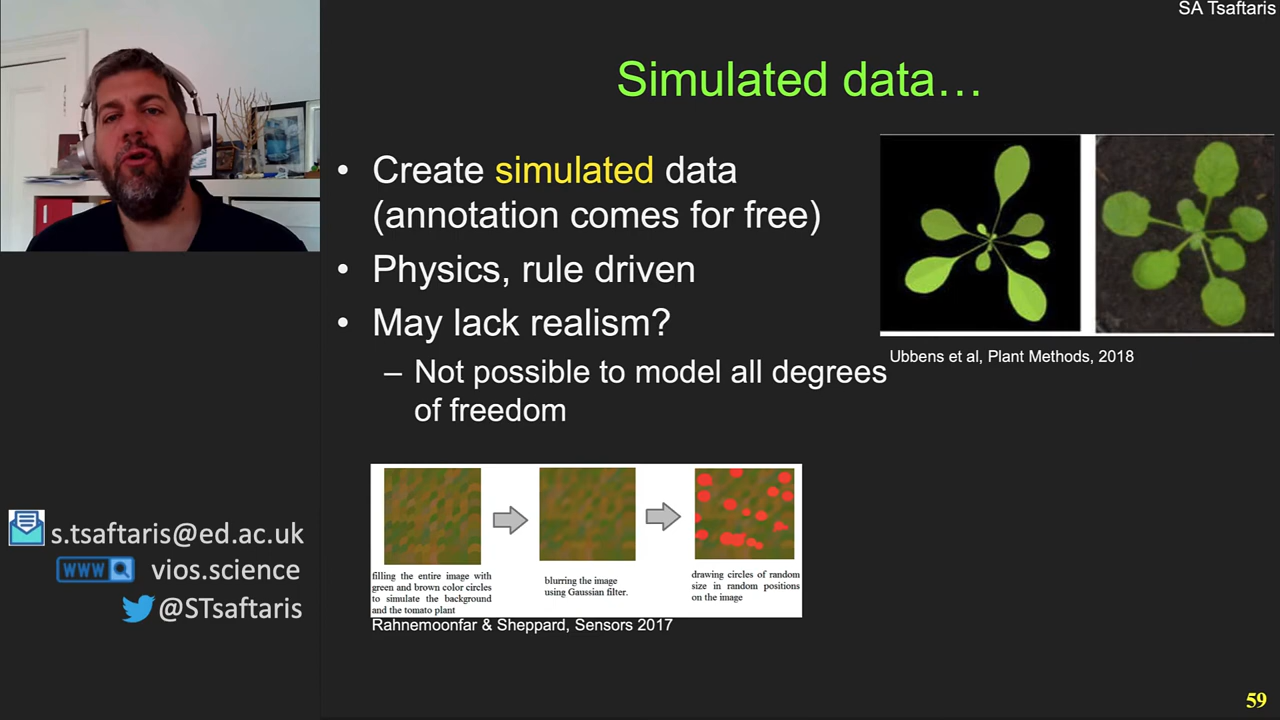 SA Tsaftaris
Simulated data…
• Create simulated data
(annotation comes for free)
• Physics, rule driven
• May lack realism?
– Not possible to model all degrees
of freedom
Ubbens et al, Plant Methods, 2018
filling the entire image with
green and brown color circles
to simulate the background
and the tomato plant
blurring the image
using Gaussian filter.
drawing circles of random
size in random positions
on the image
Rahnemoonfar & Sheppard, Sensors 2017
s.tsaftaris@ed.ac.uk
WWW vios.science
@STsaftaris
59